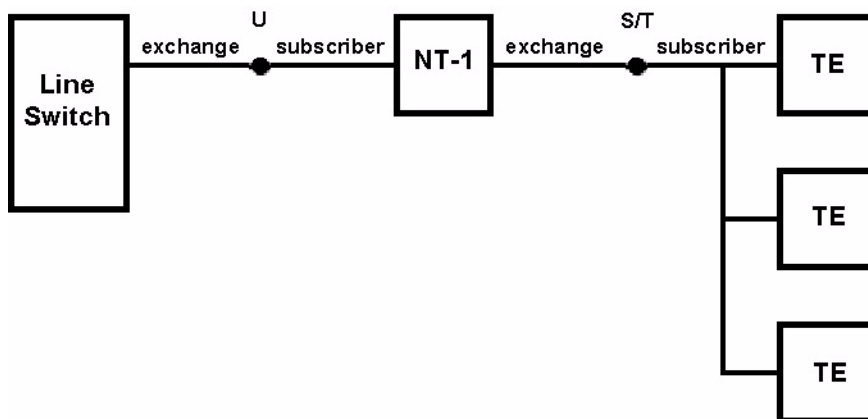 U
S/T
exchange subscriber
NT-1
exchange subscriber
TE
Line
Switch
TE
TE